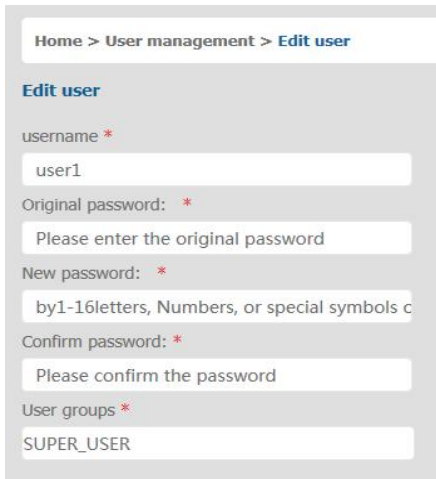 Home > User management > Edit user
Edit user
username *
user1
Original password: *
Please enter the original password
New password: *
by1-16letters, Numbers, or special symbols c
Confirm password: *
Please confirm the password
User groups *
SUPER_USER